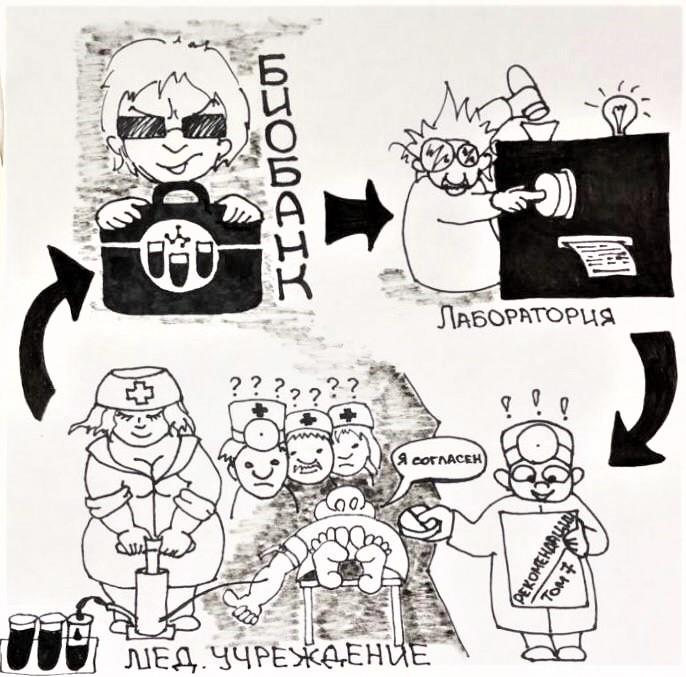 БИОБАНК
ЛАБОРАТОРИЯ
? ? ? ? ? ? ?
Я СОГЛАСЕН
! ! !
РЕКОМЕНДАЦИИ
ТОМ 7
МЕД. УЧРЕЖДЕНИЕ